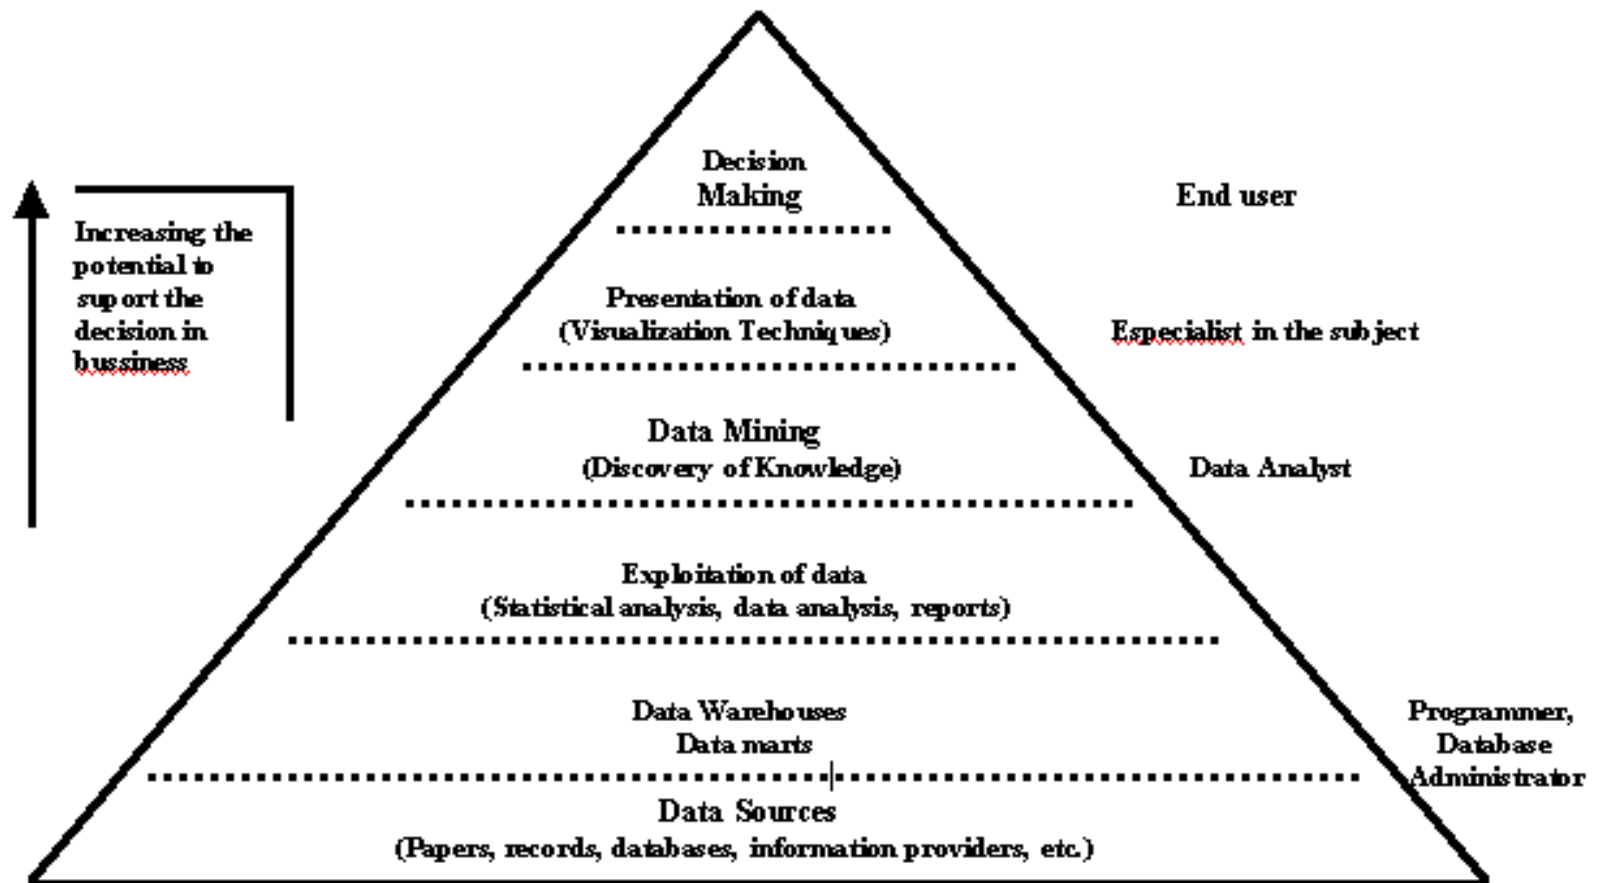 Decision
Making
End user
Increasing the
potential to
suport the
decision in
bussiness
Presentation of data
(Visualization Techniques)
Especialist in the subject
Data Mining
(Discovery of Knowledge)
Data Analyst
Exploitation of data
(Statistical analysis, data analysis, reports)
Data Warehouses
Data marts
Programmer,
Database
Administrator
Data Sources
(Papers, records, databases, information providers, etc.)